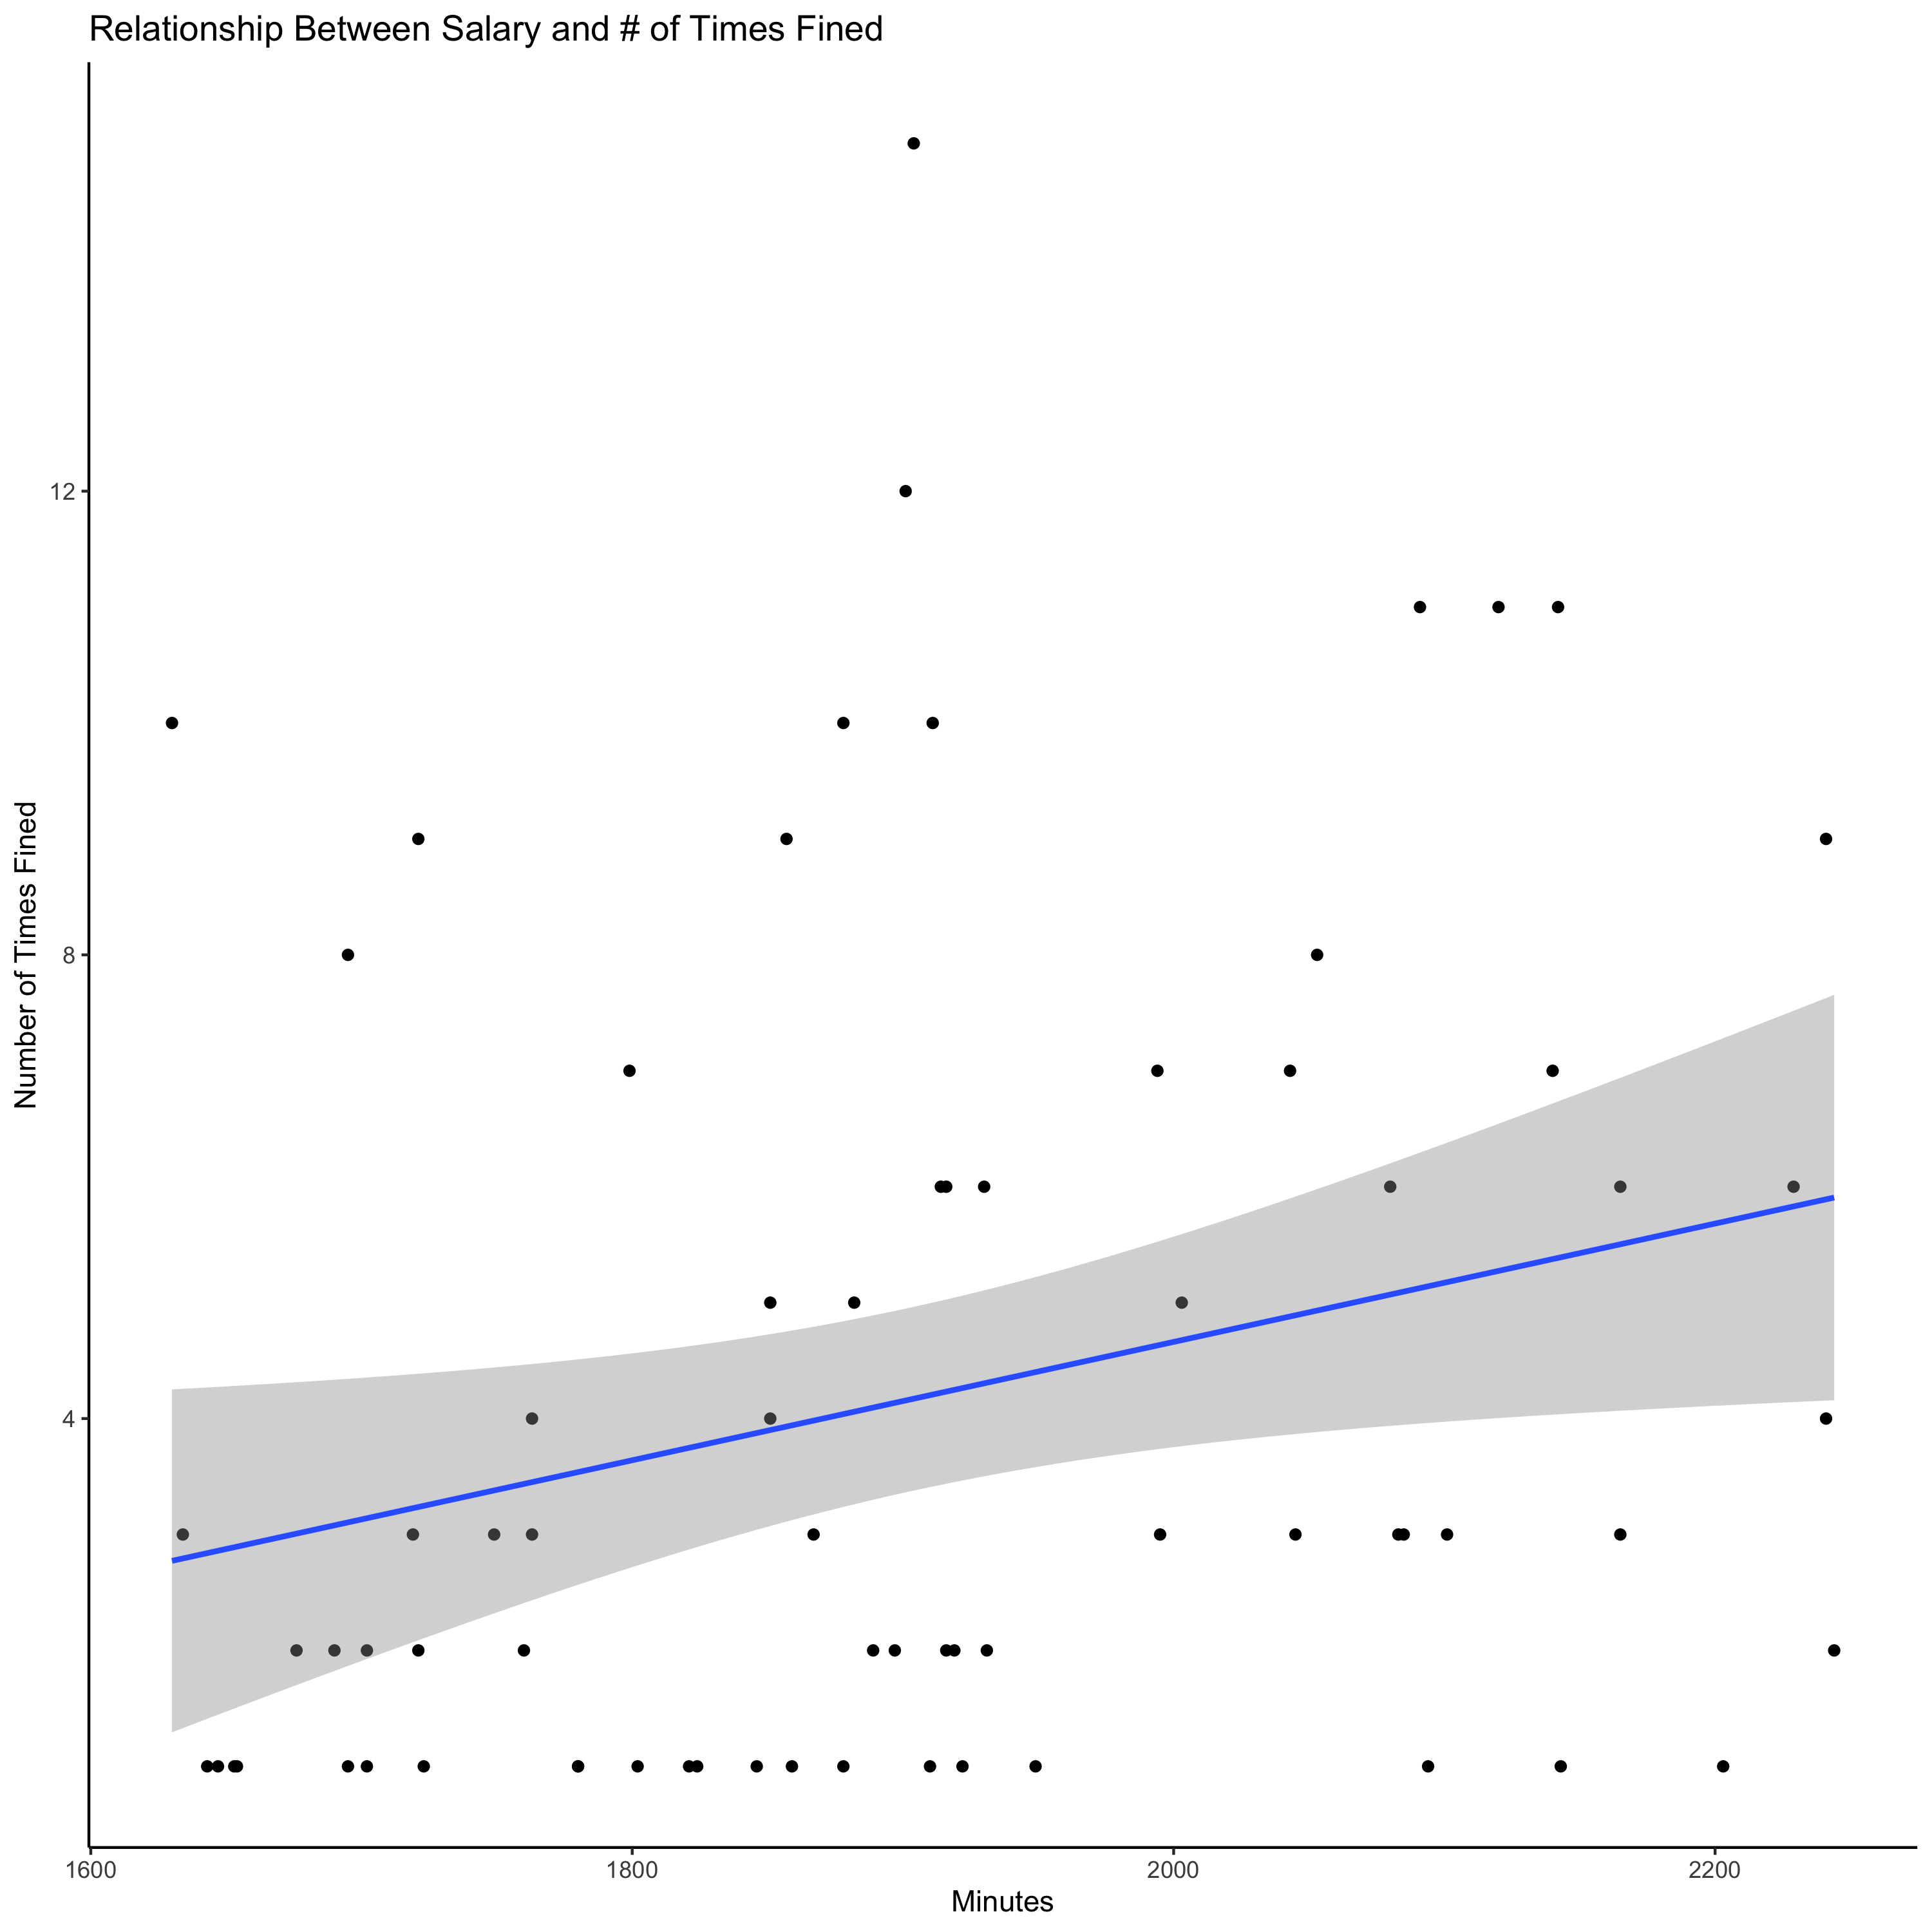 Relationship Between Salary and # of Times Fined
Number of Times Fined
12
8
4
1600 1800 2000 2200
Minutes